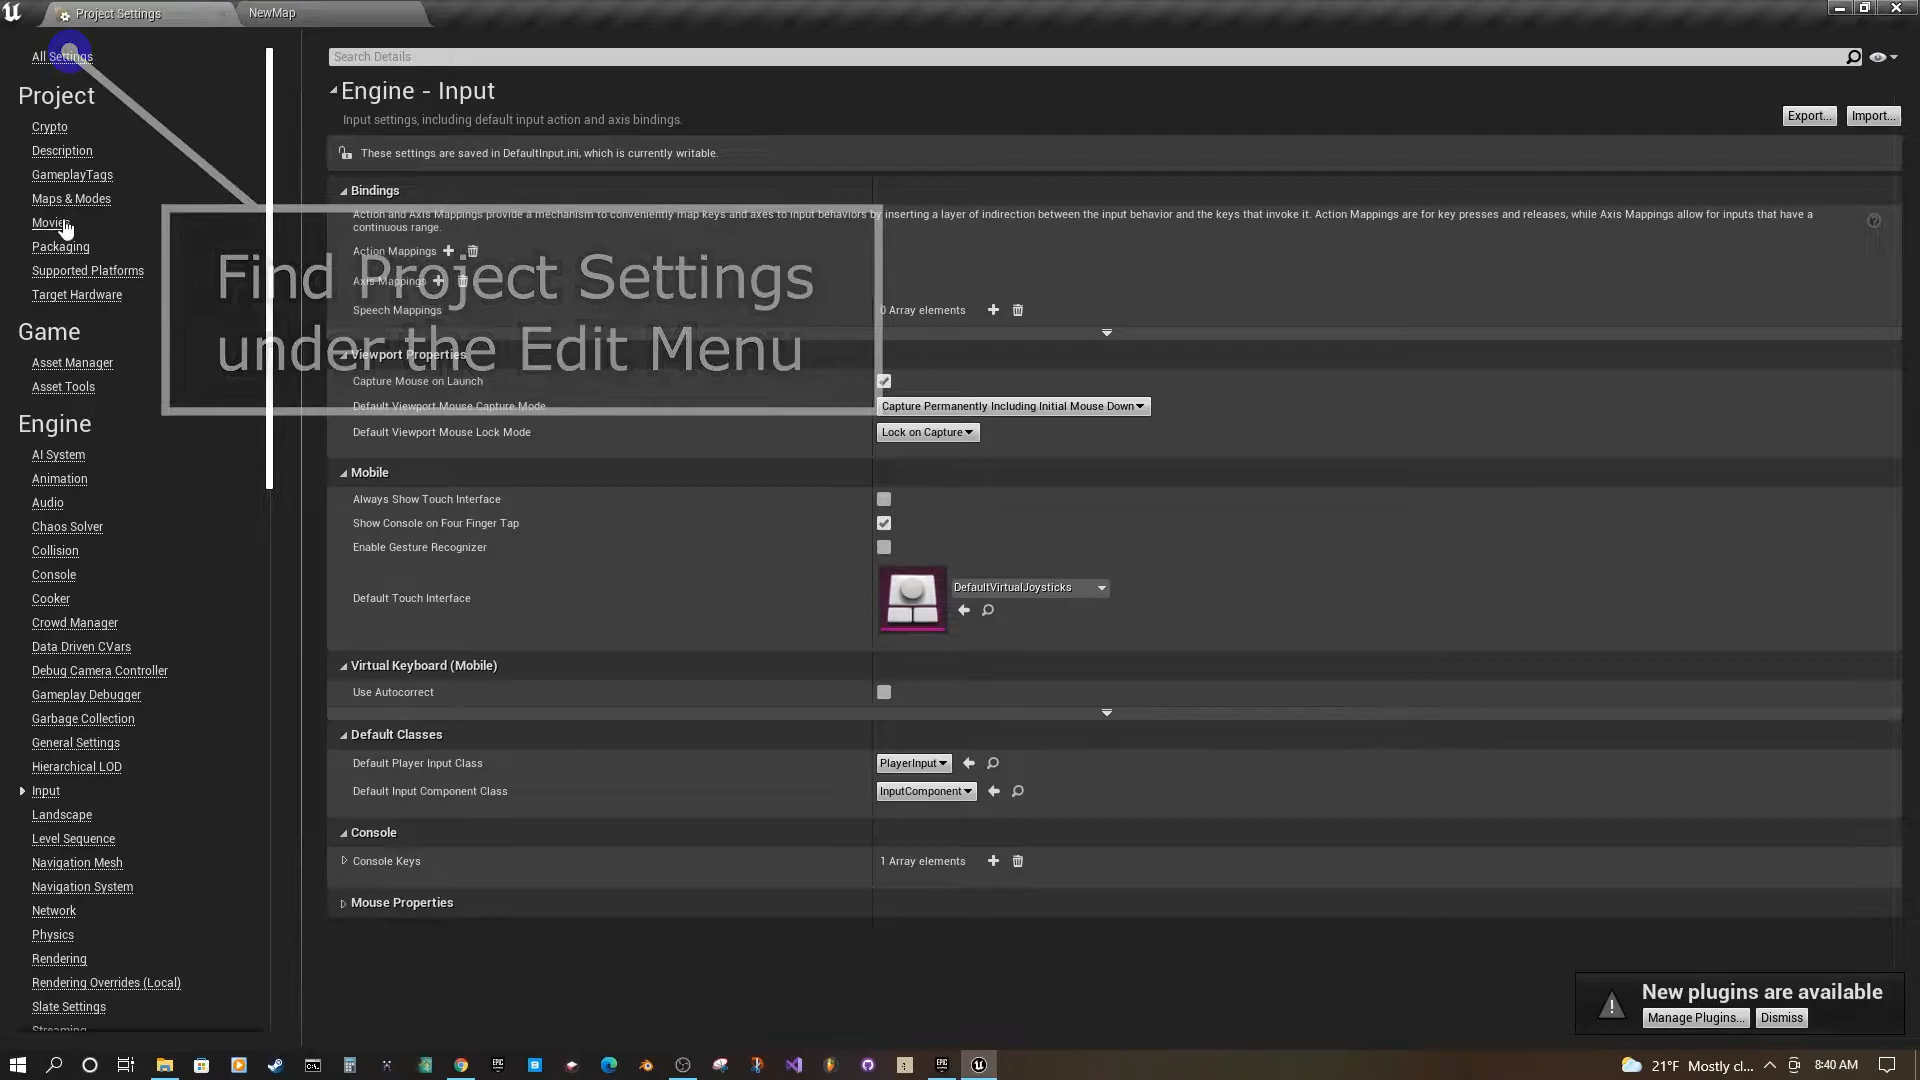 Project Settings
NewMap
All Settings
Project
Crypto
Description
GameplayTags
Maps & Modes
Movies
Packaging
Supported Platforms
Target Hardware
Game
Asset Manager
Asset Tools
Engine
AI System
Animation
Audio
Chaos Solver
Collision
Console
Cooker
Crowd Manager
Data Driven CVars
Debug Camera Controller
Gameplay Debugger
Garbage Collection
General Settings
Hierarchical LOD
Input
Landscape
Level Sequence
Navigation Mesh
Navigation System
Network
Physics
Rendering
Rendering Overrides (Local)
Slate Settings
Streaming
Search Details
Engine - Input
Input settings, including default input action and axis bindings.
Export...
Import...
These settings are saved in DefaultInput.ini, which is currently writable.
Bindings
Action and Axis Mappings provide a mechanism to conveniently map keys and axes to input behaviors by inserting a layer of indirection between the input behavior and the keys that invoke it. Action Mappings are for key presses and releases, while Axis Mappings allow for inputs that have a
continuous range.
Action Mappings
Axis Mappings
Speech Mappings
0 Array elements
Find Project Settings
under the Edit Menu
Viewport Properties
Capture Mouse on Launch
Default Viewport Mouse Capture Mode
Capture Permanently Including Initial Mouse Down
Default Viewport Mouse Lock Mode
Lock on Capture
Mobile
Always Show Touch Interface
Show Console on Four Finger Tap
Enable Gesture Recognizer
Default Touch Interface
DefaultVirtualJoysticks
Virtual Keyboard (Mobile)
Use Autocorrect
Default Classes
Default Player Input Class
PlayerInput
Default Input Component Class
InputComponent
Console
Console Keys
1 Array elements
Mouse Properties
New plugins are available
Manage Plugins...
Dismiss
21°F Mostly cl...
8:40 AM